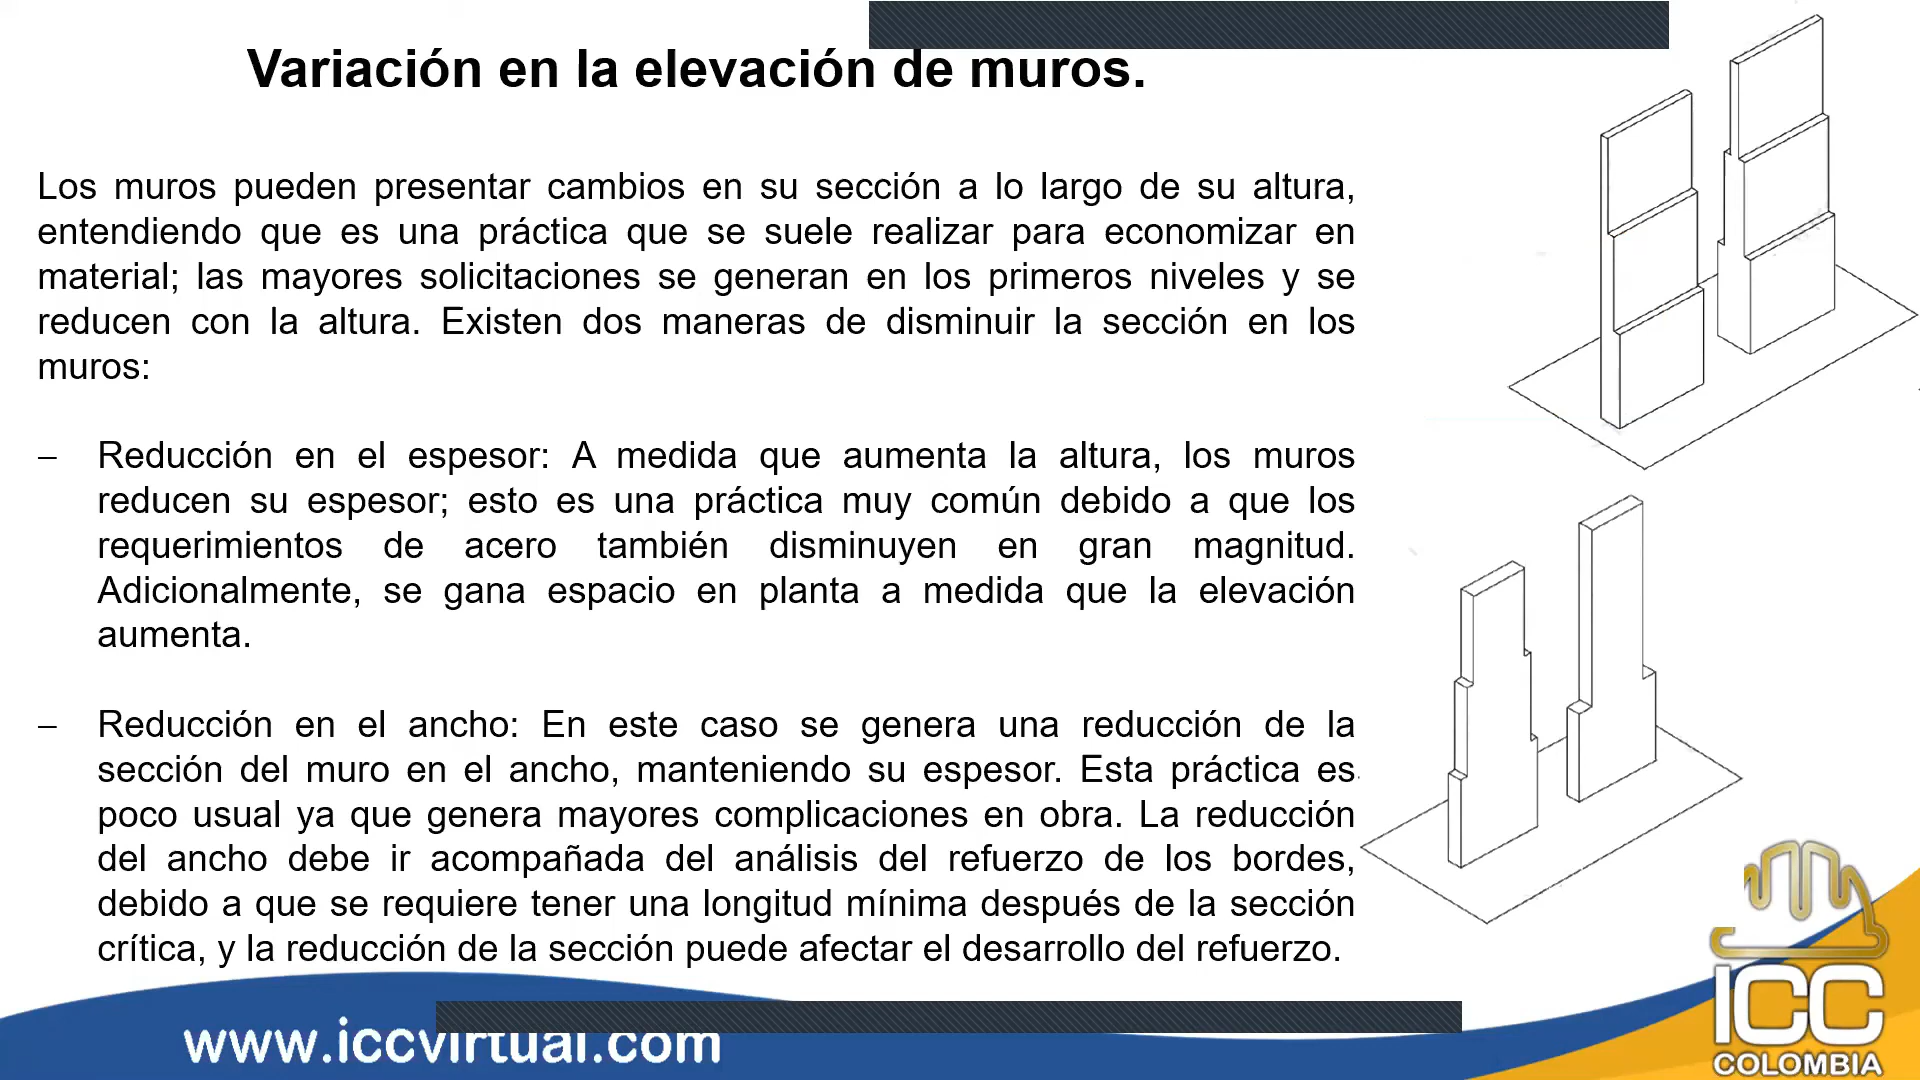 Variación en la elevación de muros.
Los muros pueden presentar cambios en su sección a lo largo de su altura,
entendiendo que es una práctica que se suele realizar para economizar en
material; las mayores solicitaciones se generan en los primeros niveles y se
reducen con la altura. Existen dos maneras de disminuir la sección en los
muros:
– Reducción en el espesor: A medida que aumenta la altura, los muros
reducen su espesor; esto es una práctica muy común debido a que los
requerimientos de acero también disminuyen en gran magnitud.
Adicionalmente, se gana espacio en planta a medida que la elevación
aumenta.
– Reducción en el ancho: En este caso se genera una reducción de la
sección del muro en el ancho, manteniendo su espesor. Esta práctica es
poco usual ya que genera mayores complicaciones en obra. La reducción
del ancho debe ir acompañada del análisis del refuerzo de los bordes,
debido a que se requiere tener una longitud mínima después de la sección
crítica, y la reducción de la sección puede afectar el desarrollo del refuerzo.
www.iccvirtual.com
ICC
COLOMBIA